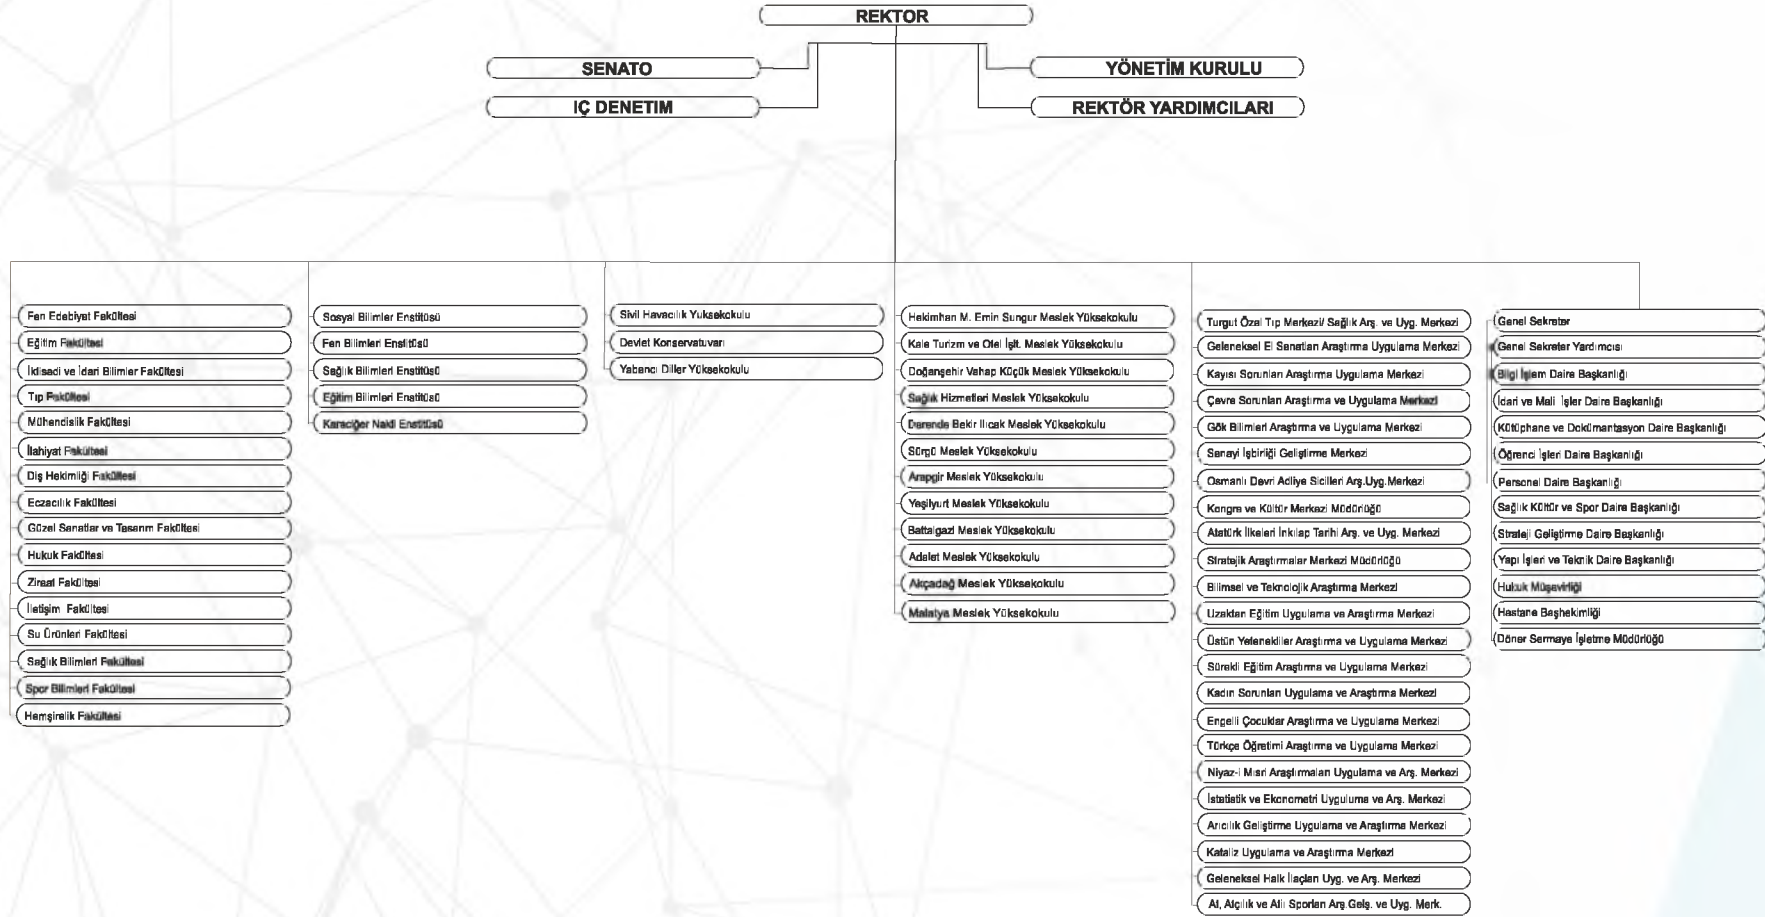 REKTOR
SENATO
YÖNETİM KURULU
IÇ DENETIM
REKTÖR YARDIMCILARI
Fen Edebiyat Fakültesi
Eğitim Fakültesi
İktisadi ve İdari Bilimler Fakültesi
Tıp Fakültesi
Mühendislik Fakültesi
İlahiyat Fakültesi
Diş Hekimliği Fakültesi
Eczacılık Fakültesi
Güzel Sanatlar ve Tasarım Fakültesi
Hukuk Fakültesi
Ziraat Fakültesi
İletişim Fakültesi
Su Ürünleri Fakültesi
Sağlık Bilimleri Fakültesi
Spor Bilimleri Fakültesi
Hemşirelik Fakültesi
Sosyal Bilimler Enstitüsü
Fen Bilimleri Enstitüsü
Sağlık Bilimleri Enstitüsü
Eğitim Bilimleri Enstitüsü
Karaciğer Nakli Enstitüsü
Sivil Havacılık Yuksekokulu
Devlet Konservatuvarı
Yabancı Diller Yüksekokulu
Hekimhan M. Emin Sungur Meslek Yüksekokulu
Kale Turizm ve Otel İşlt. Meslek Yüksekokulu
Doğanşehir Vahap Küçük Meslek Yüksekokulu
Sağlık Hizmetleri Meslek Yüksekokulu
Darende Bekir Ilıcak Meslek Yüksekokulu
Sürgü Meslek Yüksekokulu
Arapgir Meslek Yüksekokulu
Yeşilyurt Meslek Yüksekokulu
Battalgazi Meslek Yüksekokulu
Adalet Meslek Yüksekokulu
Akçadağ Meslek Yüksekokulu
Malatya Meslek Yüksekokulu
Turgut Özal Tıp Merkezi/ Sağlık Arş. ve Uyg. Merkezi
Geleneksel El Sanatları Araştırma Uygulama Merkezi
Kayısı Sorunları Araştırma Uygulama Merkezi
Çevre Sorunları Araştırma ve Uygulama Merkezi
Gök Bilimleri Araştırma ve Uygulama Merkezi
Sanayi İşbirliği Geliştirme Merkezi
Osmanlı Devri Adliye Sicilleri Arş.Uyg.Merkezi
Kongre ve Kültür Merkezi Müdürlüğü
Atatürk İlkeleri İnkılap Tarihi Arş. ve Uyg. Merkezi
Stratejik Araştırmalar Merkezi Müdürlüğü
Bilimsel ve Teknolojik Araştırma Merkezi
Uzaktan Eğitim Uygulama ve Araştırma Merkezi
Üstün Yetenekliler Araştırma ve Uygulama Merkezi
Sürekli Eğitim Araştırma ve Uygulama Merkezi
Kadın Sorunları Uygulama ve Araştırma Merkezi
Engelli Çocuklar Araştırma ve Uygulama Merkezi
Türkçe Öğretimi Araştırma ve Uygulama Merkezi
Niyaz-i Mısri Araştırmaları Uygulama ve Arş. Merkezi
İstatistik ve Ekonometri Uyguluma ve Arş. Merkezi
Arıcılık Geliştirme Uygulama ve Araştırma Merkezi
Kataliz Uygulama ve Araştırma Merkezi
Geleneksel Halk İlaçları Uyg. ve Arş. Merkezi
At, Atçılık ve Atlı Sporları Arş.Gelş. ve Uyg. Merk.
Genel Sekreter
Genel Sekreter Yardımcısı
Bilgi İşlem Daire Başkanlığı
İdari ve Mali İşler Daire Başkanlığı
Kütüphane ve Dokümantasyon Daire Başkanlığı
Öğrenci İşleri Daire Başkanlığı
Personel Daire Başkanlığı
Sağlık Kültür ve Spor Daire Başkanlığı
Strateji Geliştirme Daire Başkanlığı
Yapı İşleri ve Teknik Daire Başkanlığı
Hukuk Müşavirliği
Hastane Başhekimliği
Döner Sermaye İşletme Müdürlüğü